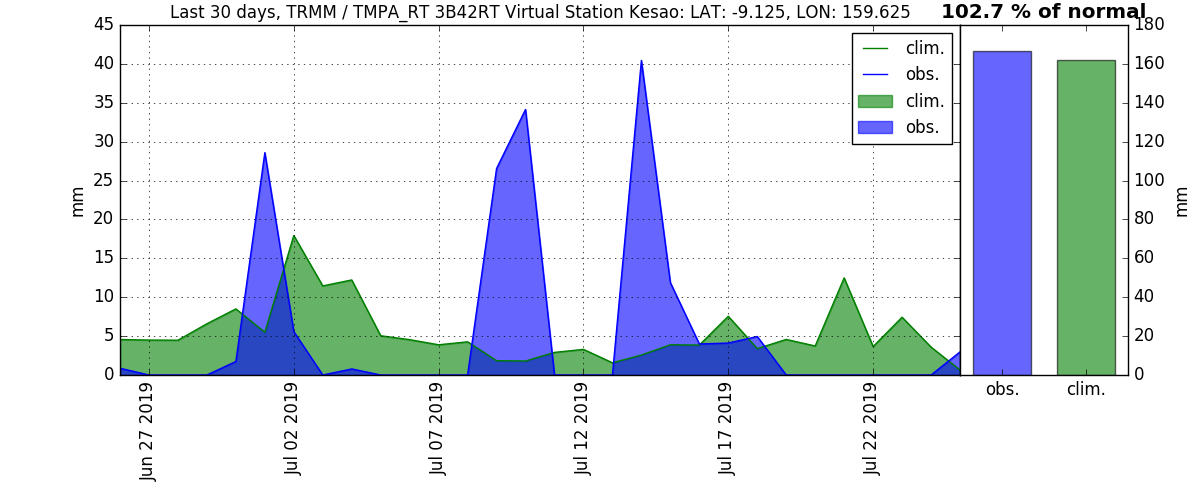 Last 30 days, TRMM / TMPA_RT 3B42RT Virtual Station Kesao: LAT: -9.125, LON: 159.625
102.7 % of normal
45
40
35
30
25
20
15
10
5
0
mm
clim.
obs.
clim.
obs.
180
160
140
120
100
80
60
40
20
0
mm
Jun 27 2019
Jul 02 2019
Jul 07 2019
Jul 12 2019
Jul 17 2019
Jul 22 2019
obs.
clim.